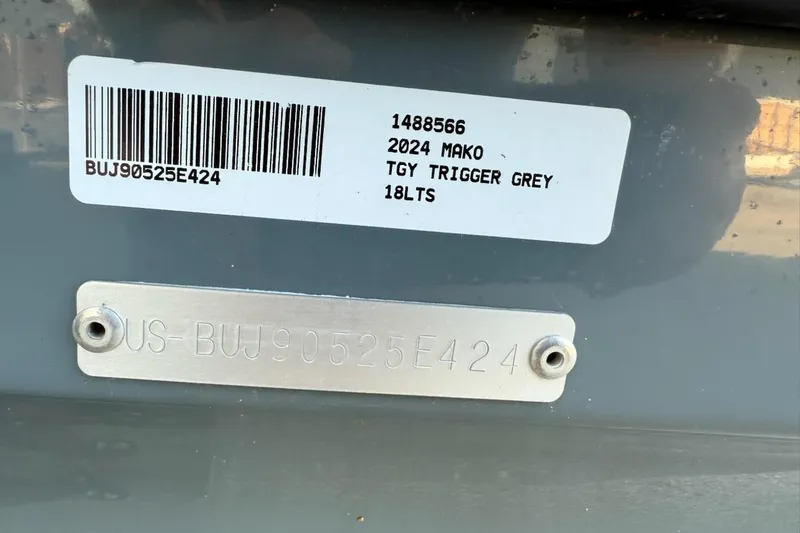 BUJ90525E424
1488566
2024 MAKO
TGY TRIGGER GREY
18LTS
US-BUJ90525E424